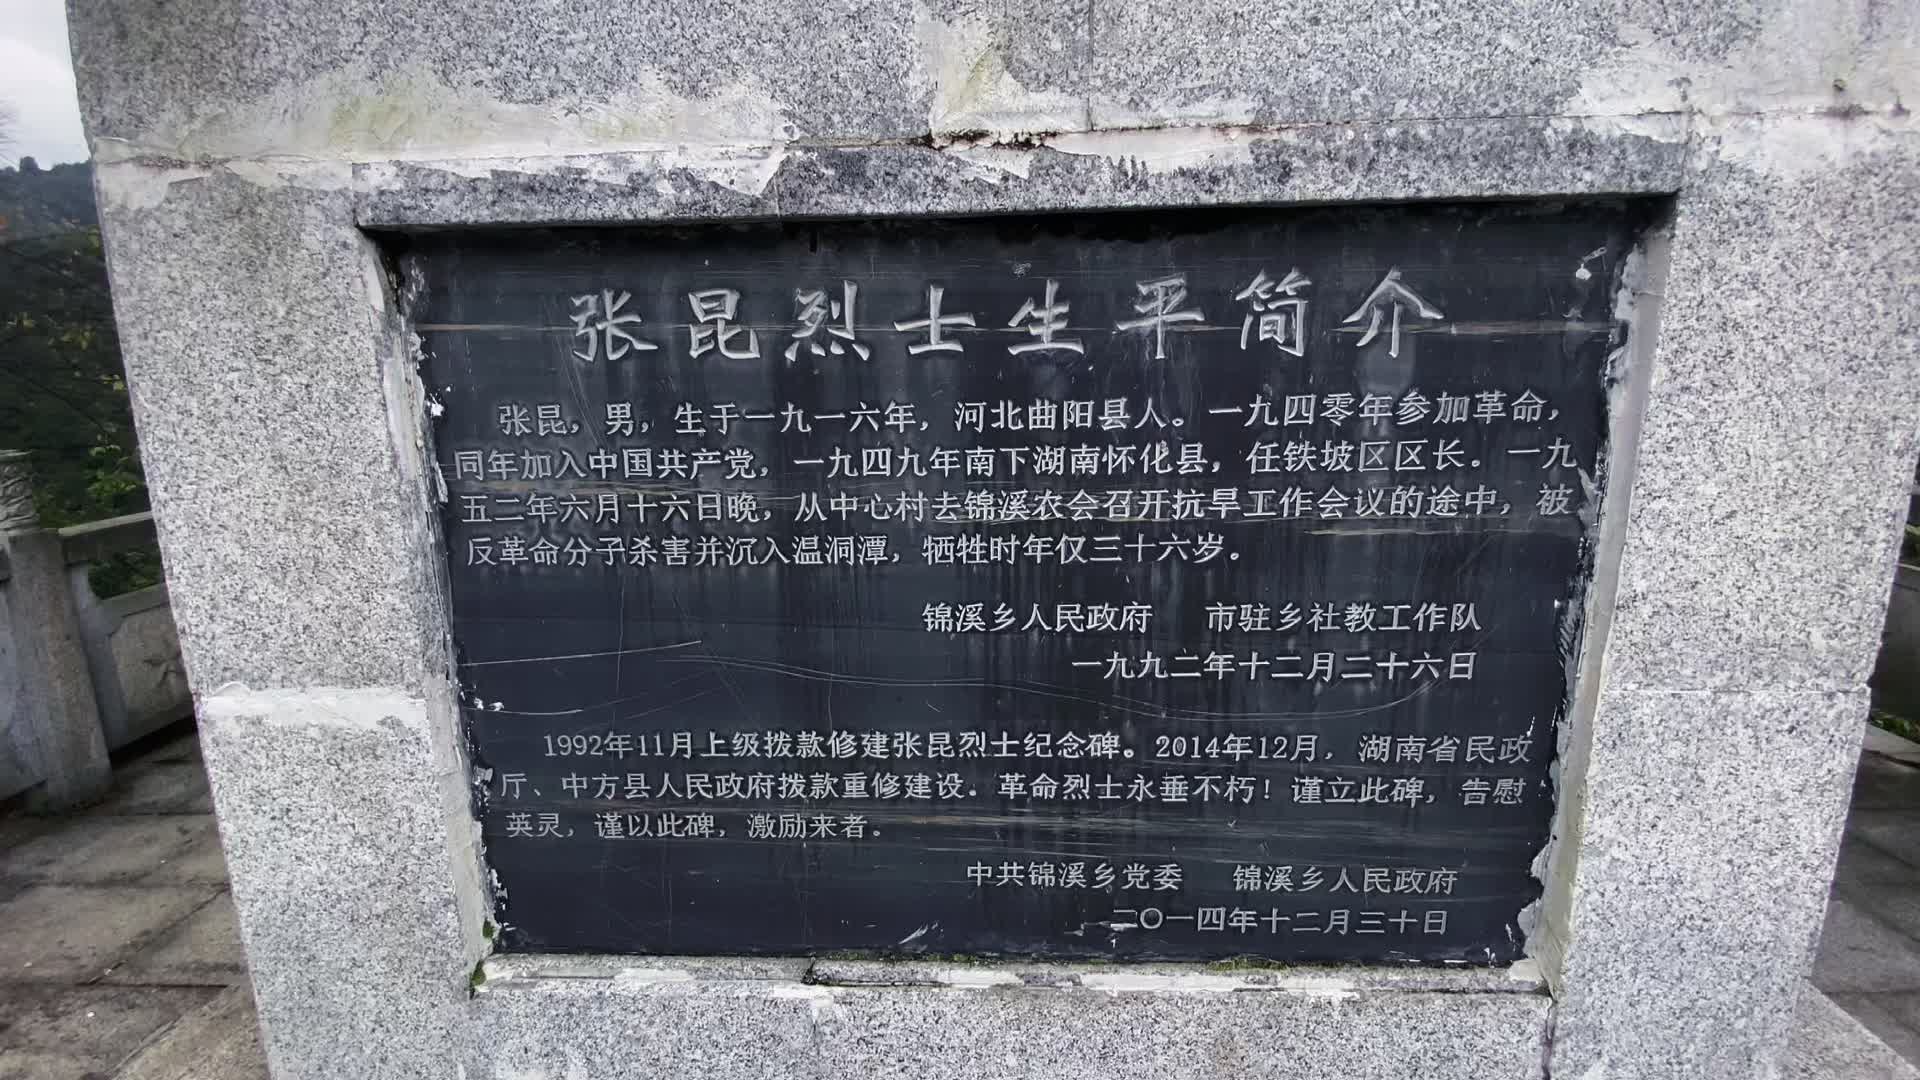 张昆烈士生平简介
张昆，男，生于一九一六年，河北曲阳县人。一九四零年参加革命，
同年加入中国共产党，一九四九年南下湖南怀化县，任铁坡区区长。一九
五二年六月十六日晚，从中心村去锦溪农会召开抗旱工作会议的途中，被
反革命分子杀害并沉入温洞潭，牺牲时年仅三十六岁。
锦溪乡人民政府 市驻乡社教工作队
一九九二年十二月二十六日
1992年11月上级拨款修建张昆烈士纪念碑。2014年12月，湖南省民政
厅、中方县人民政府拨款重修建设。革命烈士永垂不朽！谨立此碑，告慰
英灵，谨以此碑，激励来者。
中共锦溪乡党委 锦溪乡人民政府
二〇一四年十二月三十日